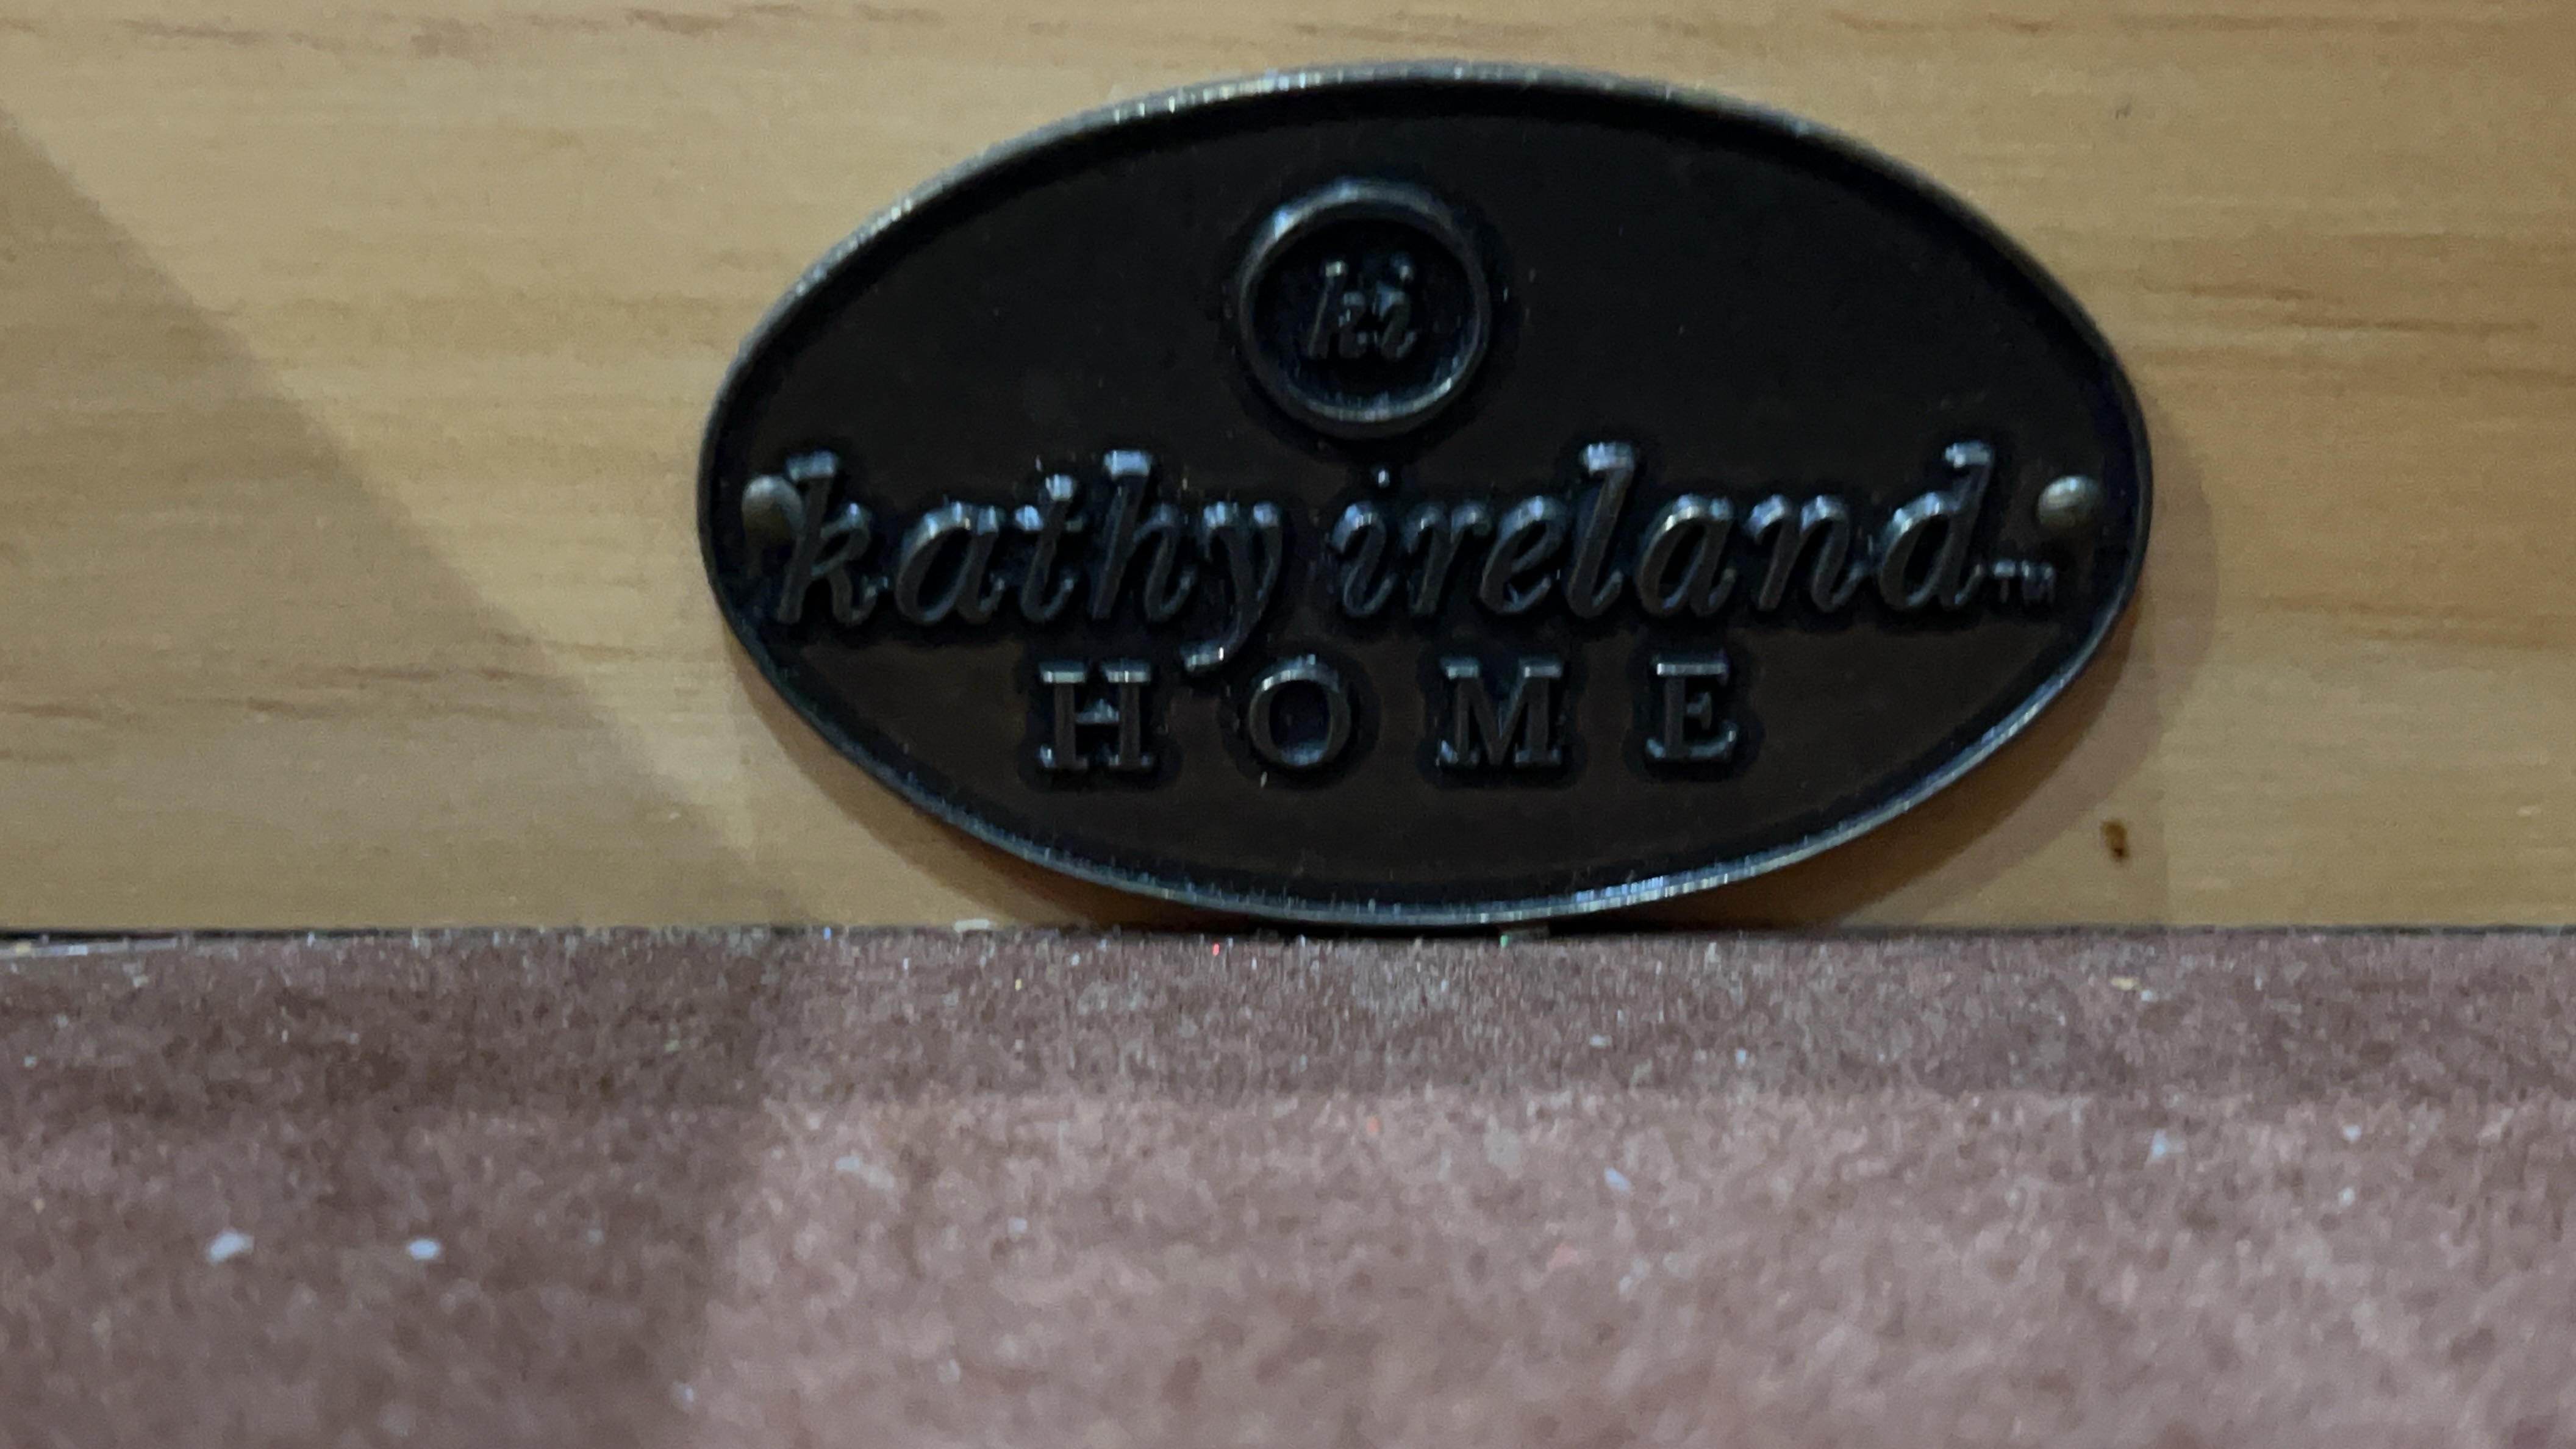 ki
kathy ireland™
HOME